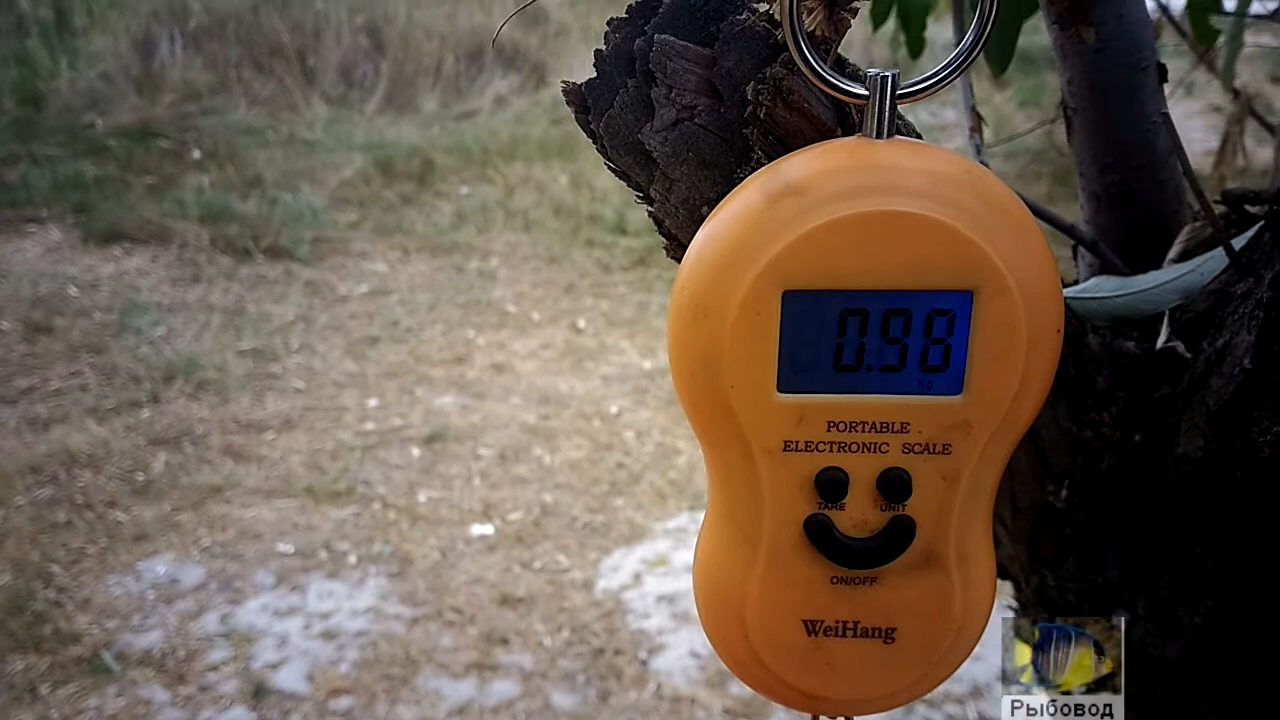 0.98
Kg
PORTABLE
ELECTRONIC SCALE
TARE UNIT
ON/OFF
WeiHang
Рыбовод